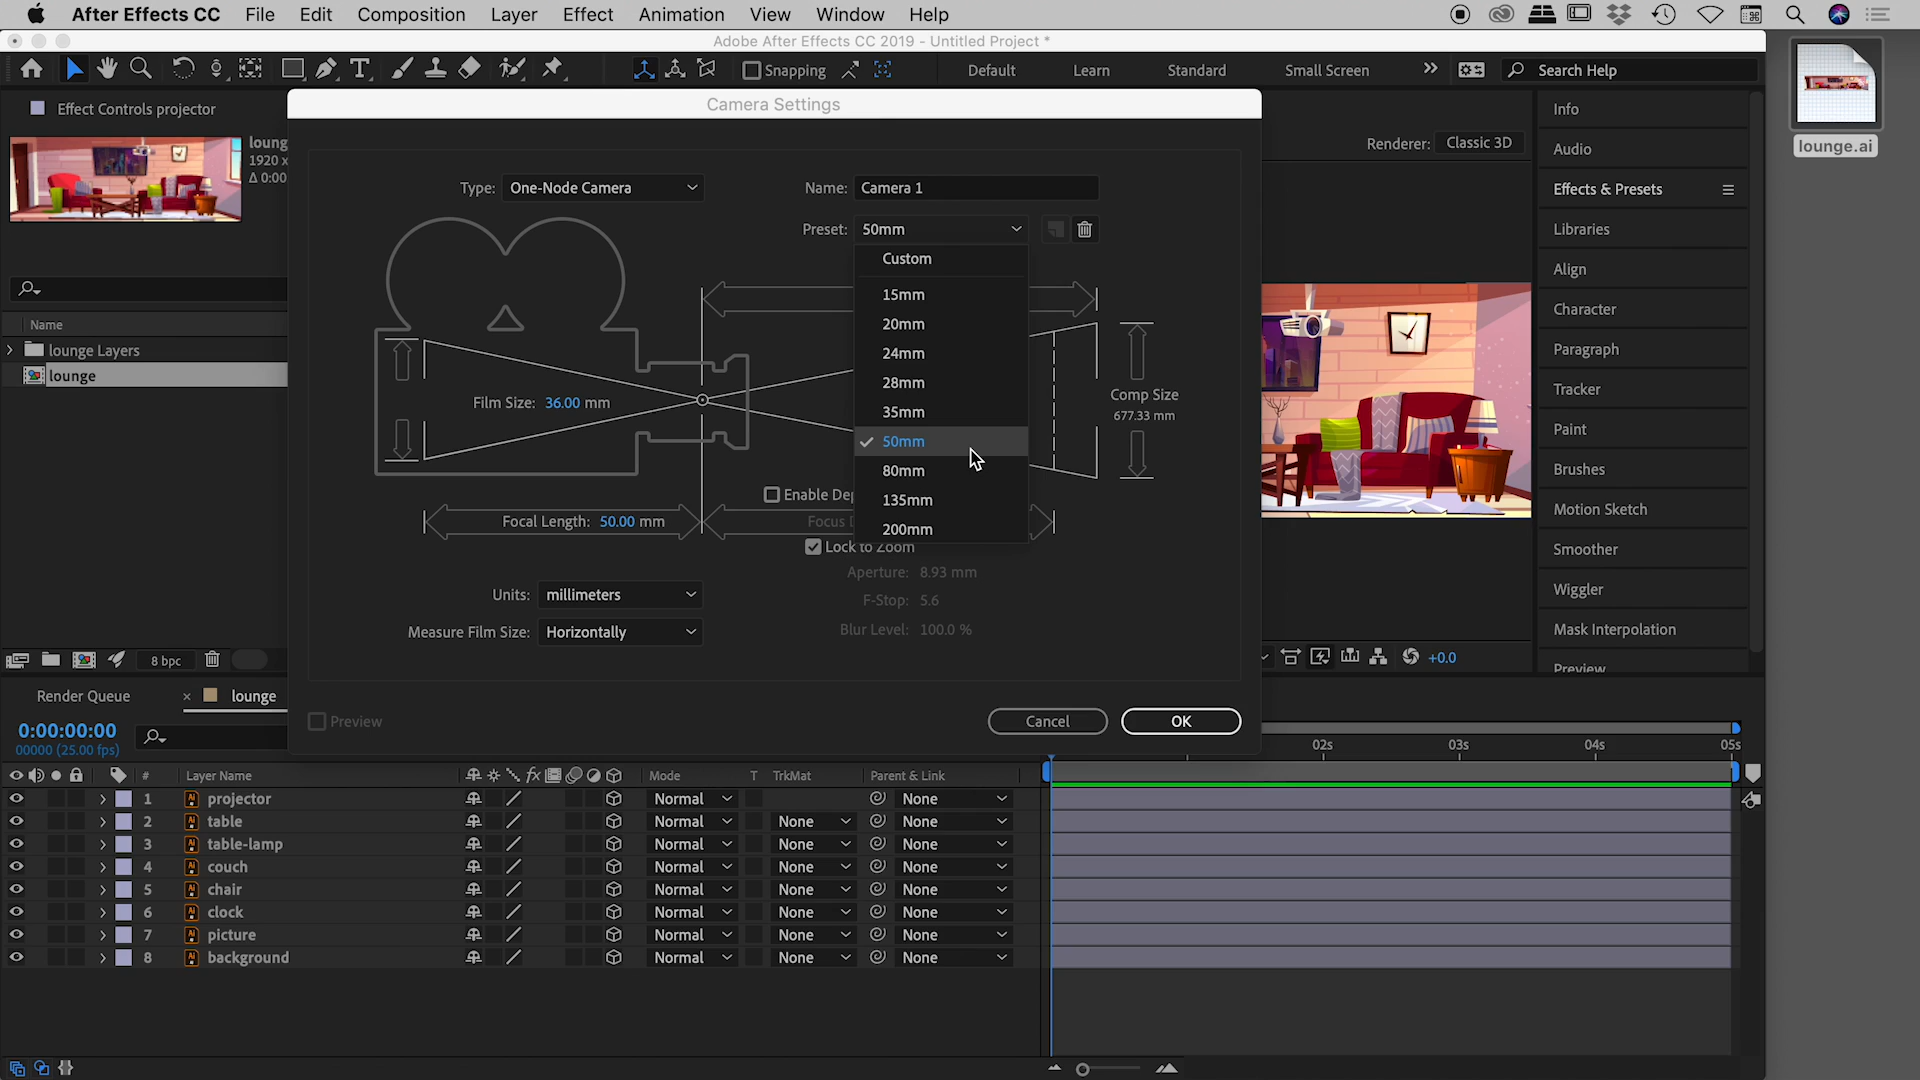 After Effects CC File Edit Composition Layer Effect Animation View Window Help
Adobe After Effects CC 2019 - Untitled Project *
Snapping Default Learn Standard Small Screen Search Help
Effect Controls projector
loung
1920 x
Δ 0:00
Name
lounge Layers
lounge
8 bpc
Camera Settings
Type: One-Node Camera
Name: Camera 1
Preset: 50mm
Custom
15mm
20mm
24mm
28mm
35mm
50mm
80mm
135mm
200mm
Film Size: 36.00 mm
Comp Size
677.33 mm
Enable Dep
Focal Length: 50.00 mm
Focus D
Lock to Zoom
Aperture: 8.93 mm
F-Stop: 5.6
Blur Level: 100.0 %
Units: millimeters
Measure Film Size: Horizontally
Preview
Cancel OK
Renderer: Classic 3D
+0.0
Info
Audio
Effects & Presets
Libraries
Align
Character
Paragraph
Tracker
Paint
Brushes
Motion Sketch
Smoother
Wiggler
Mask Interpolation
Preview
lounge.ai
Render Queue × lounge
0:00:00:00
00000 (25.00 fps)
02s 03s 04s 05s
# Layer Name fx Mode T TrkMat Parent & Link
1 projector Normal None
2 table Normal None None
3 table-lamp Normal None None
4 couch Normal None None
5 chair Normal None None
6 clock Normal None None
7 picture Normal None None
8 background Normal None None